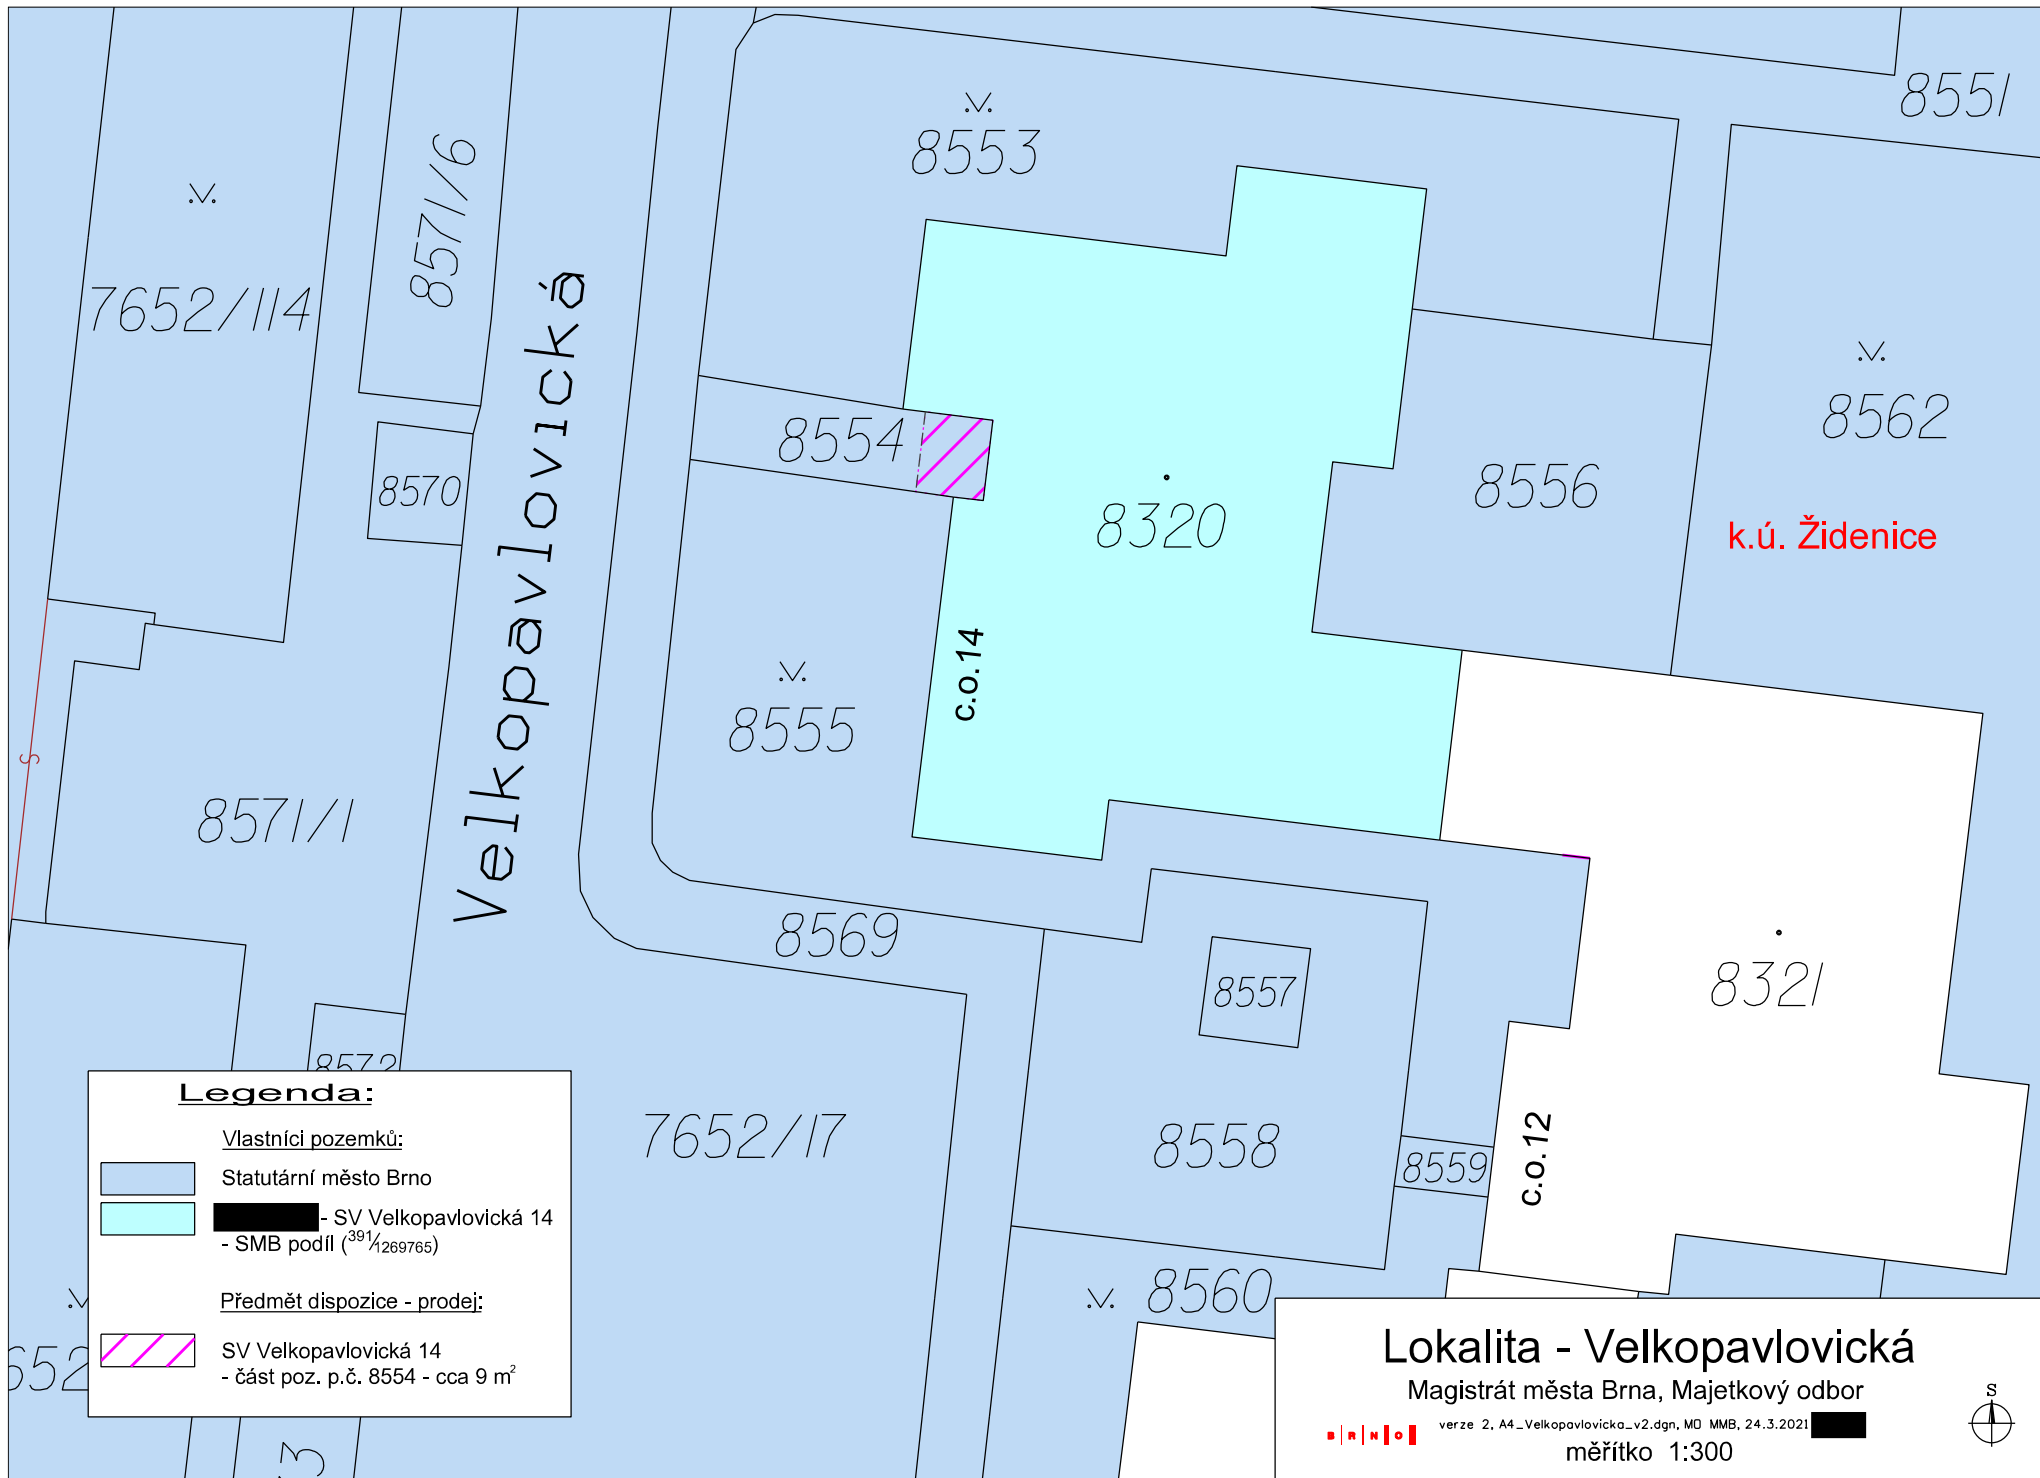 8551
8553
8571/6
7652/114
Velkopavlovická
8562
8554
8570
8556
8320
k.ú. Židenice
c.o.14
8555
S
8571/1
8569
8557
8321
8572
7652/17
8558
8559
c.o.12
8560
Legenda:
Vlastníci pozemků:
Statutární město Brno
- SV Velkopavlovická 14
- SMB podíl (391/1269765)
Předmět dispozice - prodej:
SV Velkopavlovická 14
- část poz. p.č. 8554 - cca 9 m²
652
3
Lokalita - Velkopavlovická
Magistrát města Brna, Majetkový odbor
verze 2, A4_Velkopavlovicka_v2.dgn, MO MMB, 24.3.2021
BRNO
měřítko 1:300
S